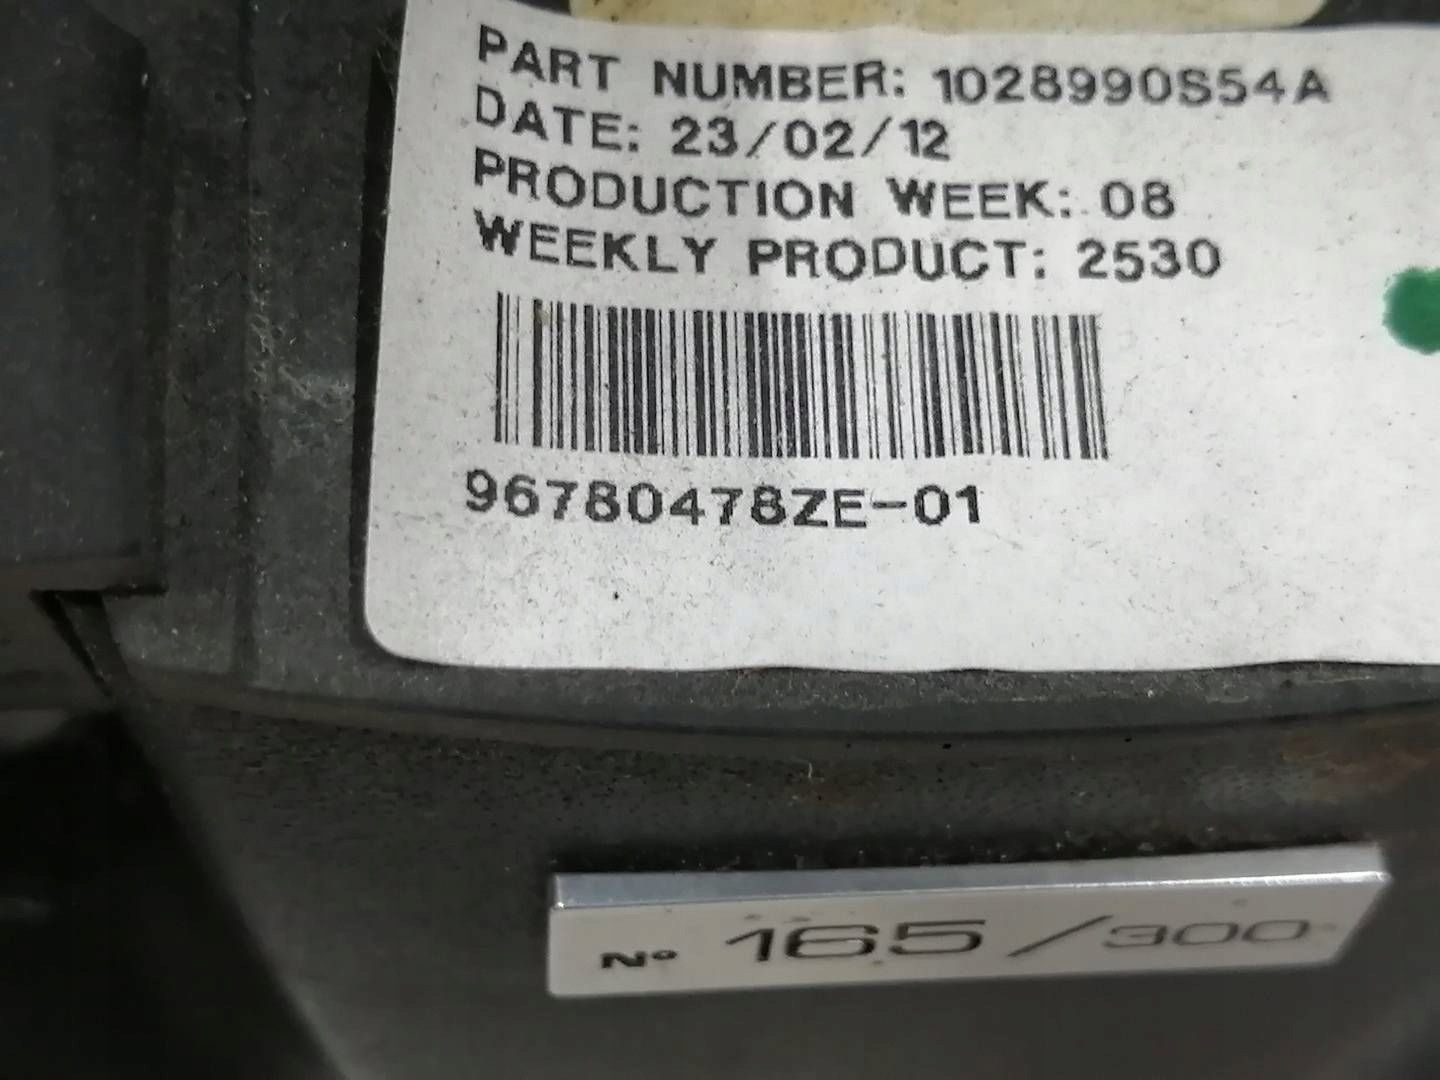 PART NUMBER: 1028990S54A
DATE: 23/02/12
PRODUCTION WEEK: 08
WEEKLY PRODUCT: 2530
96780478ZE-01
Nº 165/300